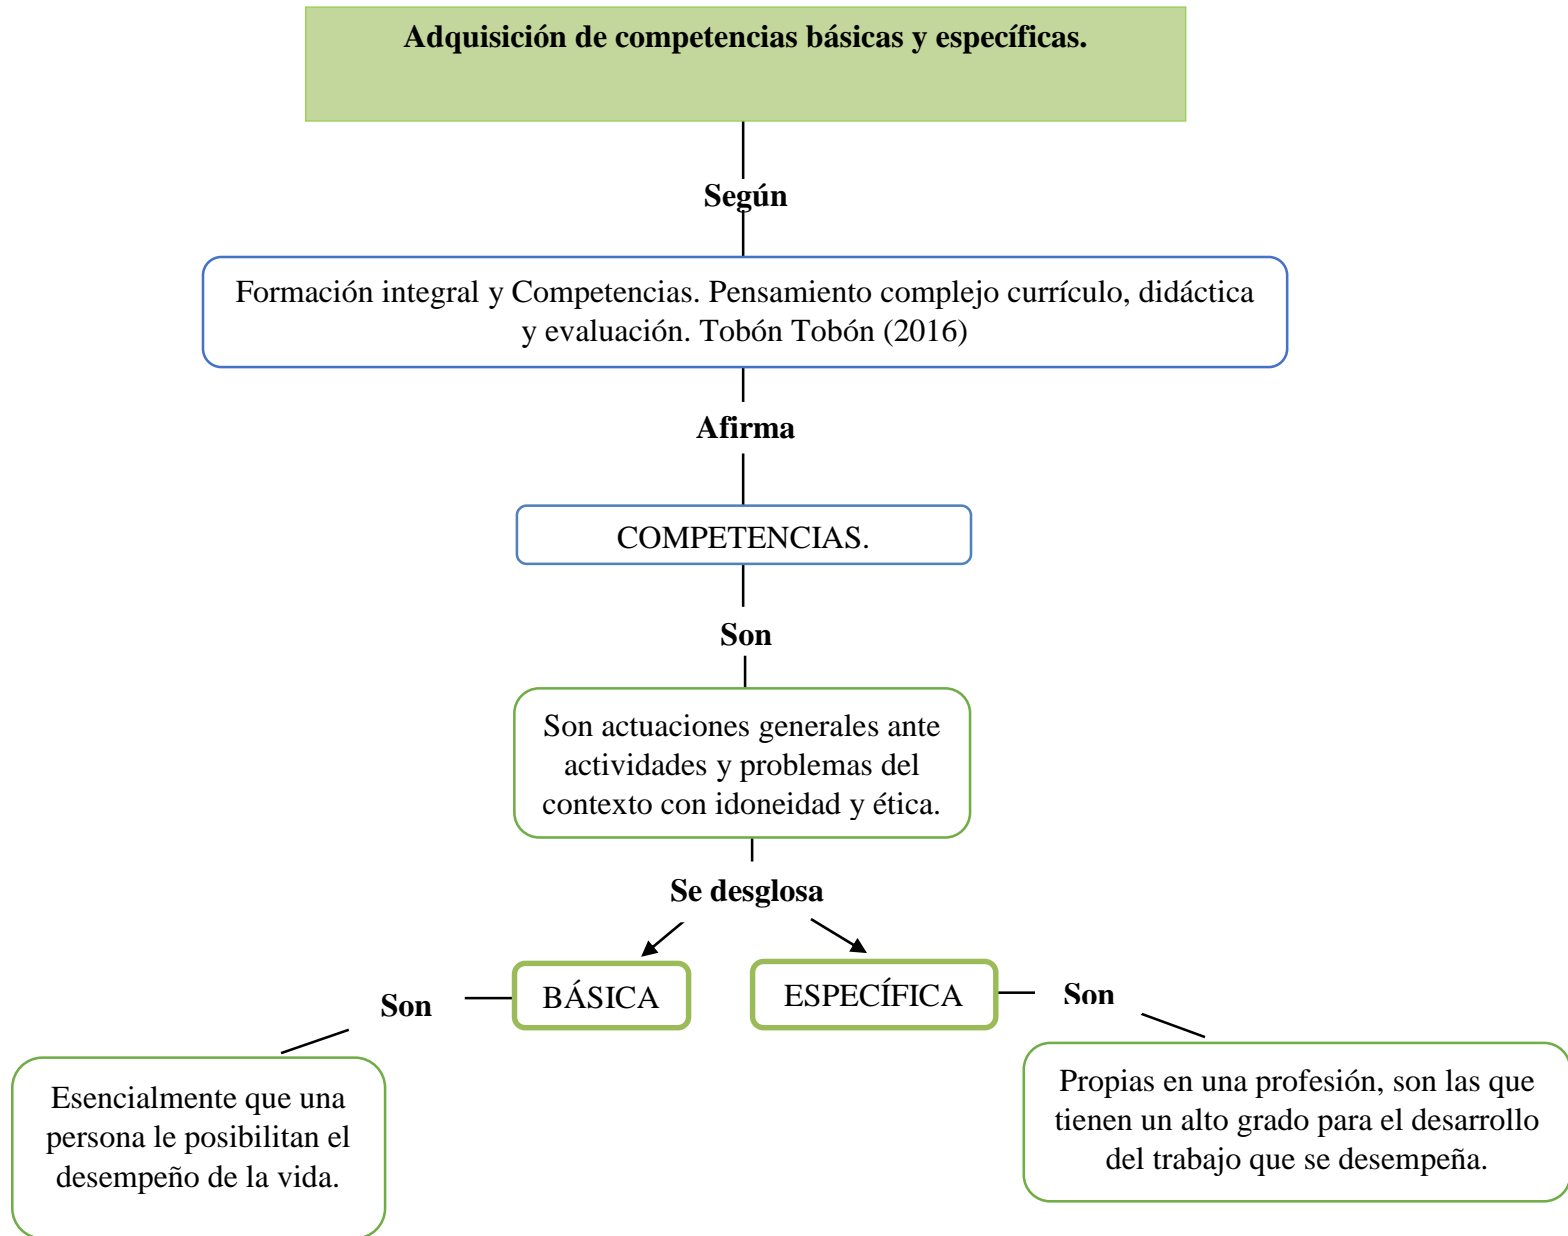 Adquisición de competencias básicas y específicas.
Según
Formación integral y Competencias. Pensamiento complejo currículo, didáctica
y evaluación. Tobón Tobón (2016)
Afirma
COMPETENCIAS.
Son
Son actuaciones generales ante
actividades y problemas del
contexto con idoneidad y ética.
Se desglosa
BÁSICA
ESPECÍFICA
Son
Son
Esencialmente que una
persona le posibilitan el
desempeño de la vida.
Propias en una profesión, son las que
tienen un alto grado para el desarrollo
del trabajo que se desempeña.